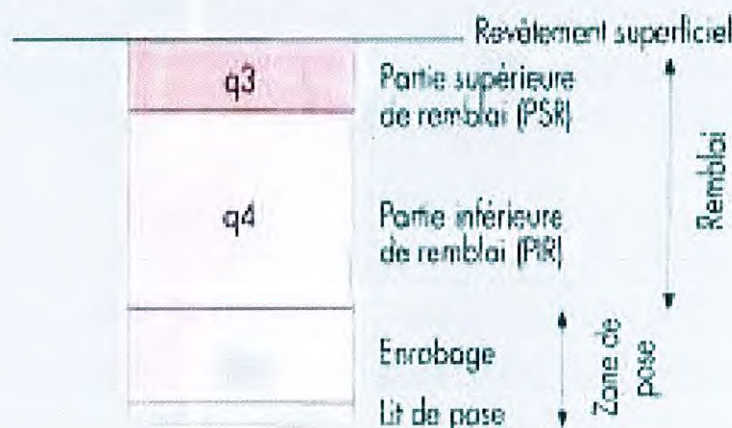 Revêtement superficiel
q3
Partie supérieure
de remblai (PSR)
Remblai
q4
Partie inférieure
de remblai (PIR)
Enrobage
Zone de
pose
Lit de pose